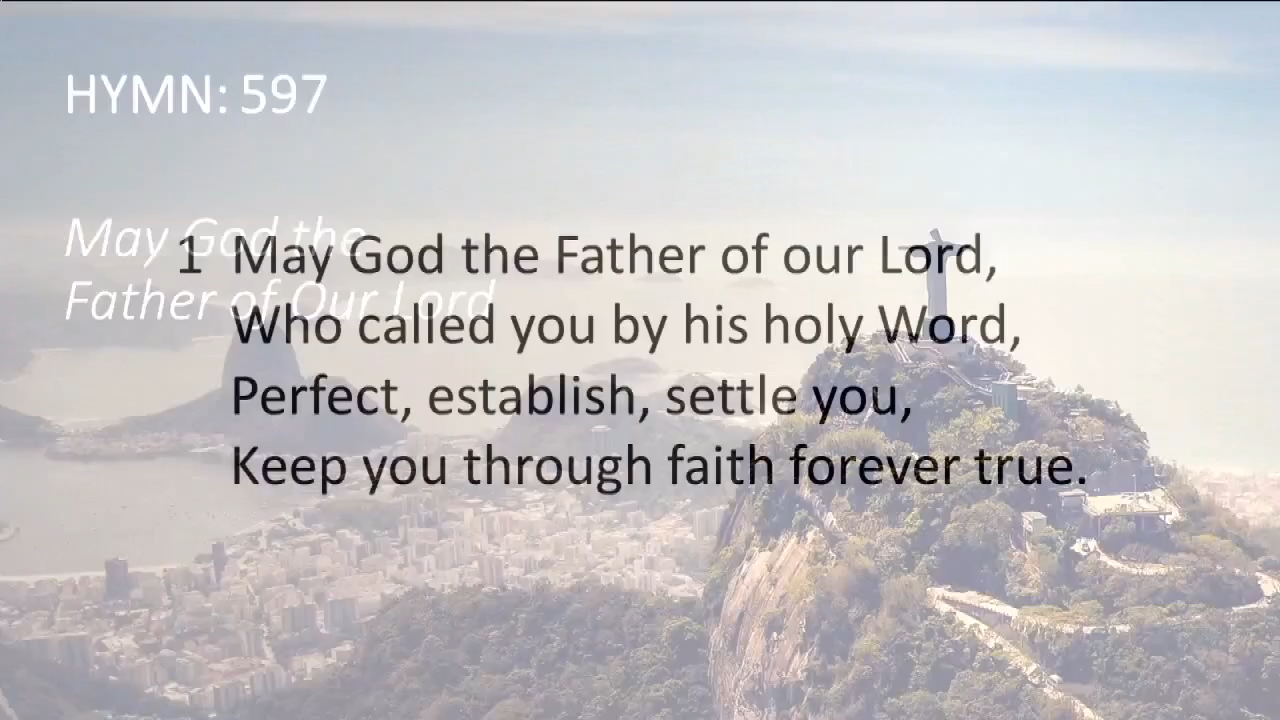 HYMN: 597
May God the
Father of Our Lord
1 May God the Father of our Lord,
Who called you by his holy Word,
Perfect, establish, settle you,
Keep you through faith forever true.